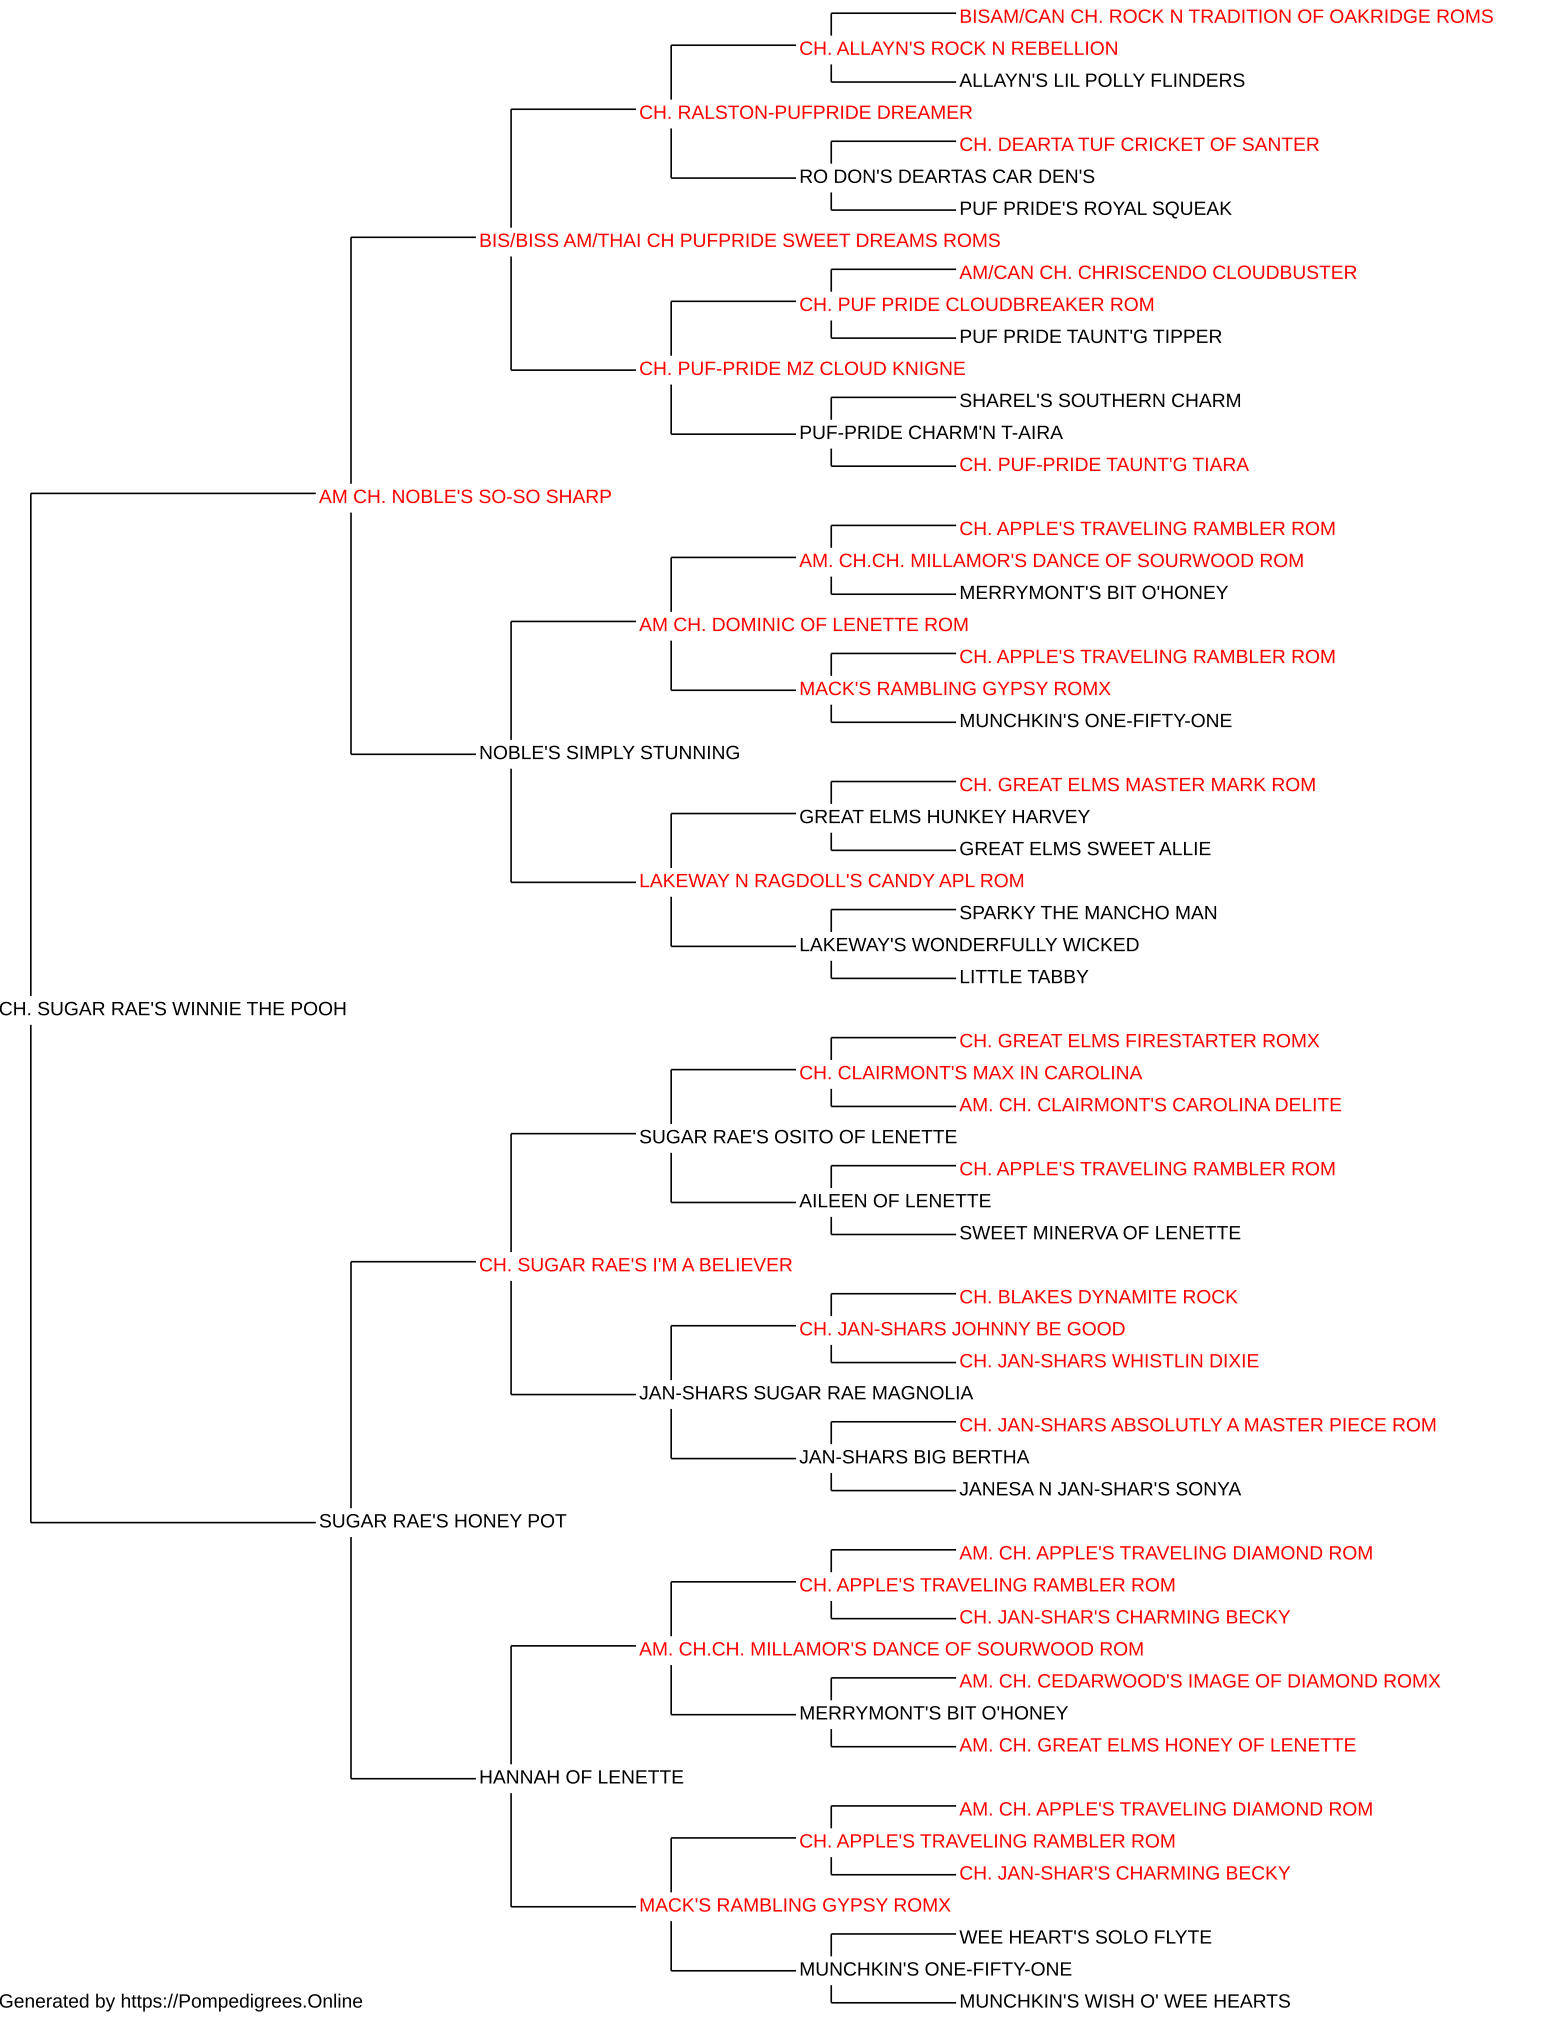 BISAM/CAN CH. ROCK N TRADITION OF OAKRIDGE ROMS
CH. ALLAYN'S ROCK N REBELLION
ALLAYN'S LIL POLLY FLINDERS
CH. RALSTON-PUFPRIDE DREAMER
CH. DEARTA TUF CRICKET OF SANTER
RO DON'S DEARTAS CAR DEN'S
PUF PRIDE'S ROYAL SQUEAK
BIS/BISS AM/THAI CH PUFPRIDE SWEET DREAMS ROMS
AM/CAN CH. CHRISCENDO CLOUDBUSTER
CH. PUF PRIDE CLOUDBREAKER ROM
PUF PRIDE TAUNT'G TIPPER
CH. PUF-PRIDE MZ CLOUD KNIGNE
SHAREL'S SOUTHERN CHARM
PUF-PRIDE CHARM'N T-AIRA
CH. PUF-PRIDE TAUNT'G TIARA
AM CH. NOBLE'S SO-SO SHARP
CH. APPLE'S TRAVELING RAMBLER ROM
AM. CH.CH. MILLAMOR'S DANCE OF SOURWOOD ROM
MERRYMONT'S BIT O'HONEY
AM CH. DOMINIC OF LENETTE ROM
CH. APPLE'S TRAVELING RAMBLER ROM
MACK'S RAMBLING GYPSY ROMX
MUNCHKIN'S ONE-FIFTY-ONE
NOBLE'S SIMPLY STUNNING
CH. GREAT ELMS MASTER MARK ROM
GREAT ELMS HUNKEY HARVEY
GREAT ELMS SWEET ALLIE
LAKEWAY N RAGDOLL'S CANDY APL ROM
SPARKY THE MANCHO MAN
LAKEWAY'S WONDERFULLY WICKED
LITTLE TABBY
CH. SUGAR RAE'S WINNIE THE POOH
CH. GREAT ELMS FIRESTARTER ROMX
CH. CLAIRMONT'S MAX IN CAROLINA
AM. CH. CLAIRMONT'S CAROLINA DELITE
SUGAR RAE'S OSITO OF LENETTE
CH. APPLE'S TRAVELING RAMBLER ROM
AILEEN OF LENETTE
SWEET MINERVA OF LENETTE
CH. SUGAR RAE'S I'M A BELIEVER
CH. BLAKES DYNAMITE ROCK
CH. JAN-SHARS JOHNNY BE GOOD
CH. JAN-SHARS WHISTLIN DIXIE
JAN-SHARS SUGAR RAE MAGNOLIA
CH. JAN-SHARS ABSOLUTLY A MASTER PIECE ROM
JAN-SHARS BIG BERTHA
JANESA N JAN-SHAR'S SONYA
SUGAR RAE'S HONEY POT
AM. CH. APPLE'S TRAVELING DIAMOND ROM
CH. APPLE'S TRAVELING RAMBLER ROM
CH. JAN-SHAR'S CHARMING BECKY
AM. CH.CH. MILLAMOR'S DANCE OF SOURWOOD ROM
AM. CH. CEDARWOOD'S IMAGE OF DIAMOND ROMX
MERRYMONT'S BIT O'HONEY
AM. CH. GREAT ELMS HONEY OF LENETTE
HANNAH OF LENETTE
AM. CH. APPLE'S TRAVELING DIAMOND ROM
CH. APPLE'S TRAVELING RAMBLER ROM
CH. JAN-SHAR'S CHARMING BECKY
MACK'S RAMBLING GYPSY ROMX
WEE HEART'S SOLO FLYTE
MUNCHKIN'S ONE-FIFTY-ONE
MUNCHKIN'S WISH O' WEE HEARTS
Generated by https://Pompedigrees.Online